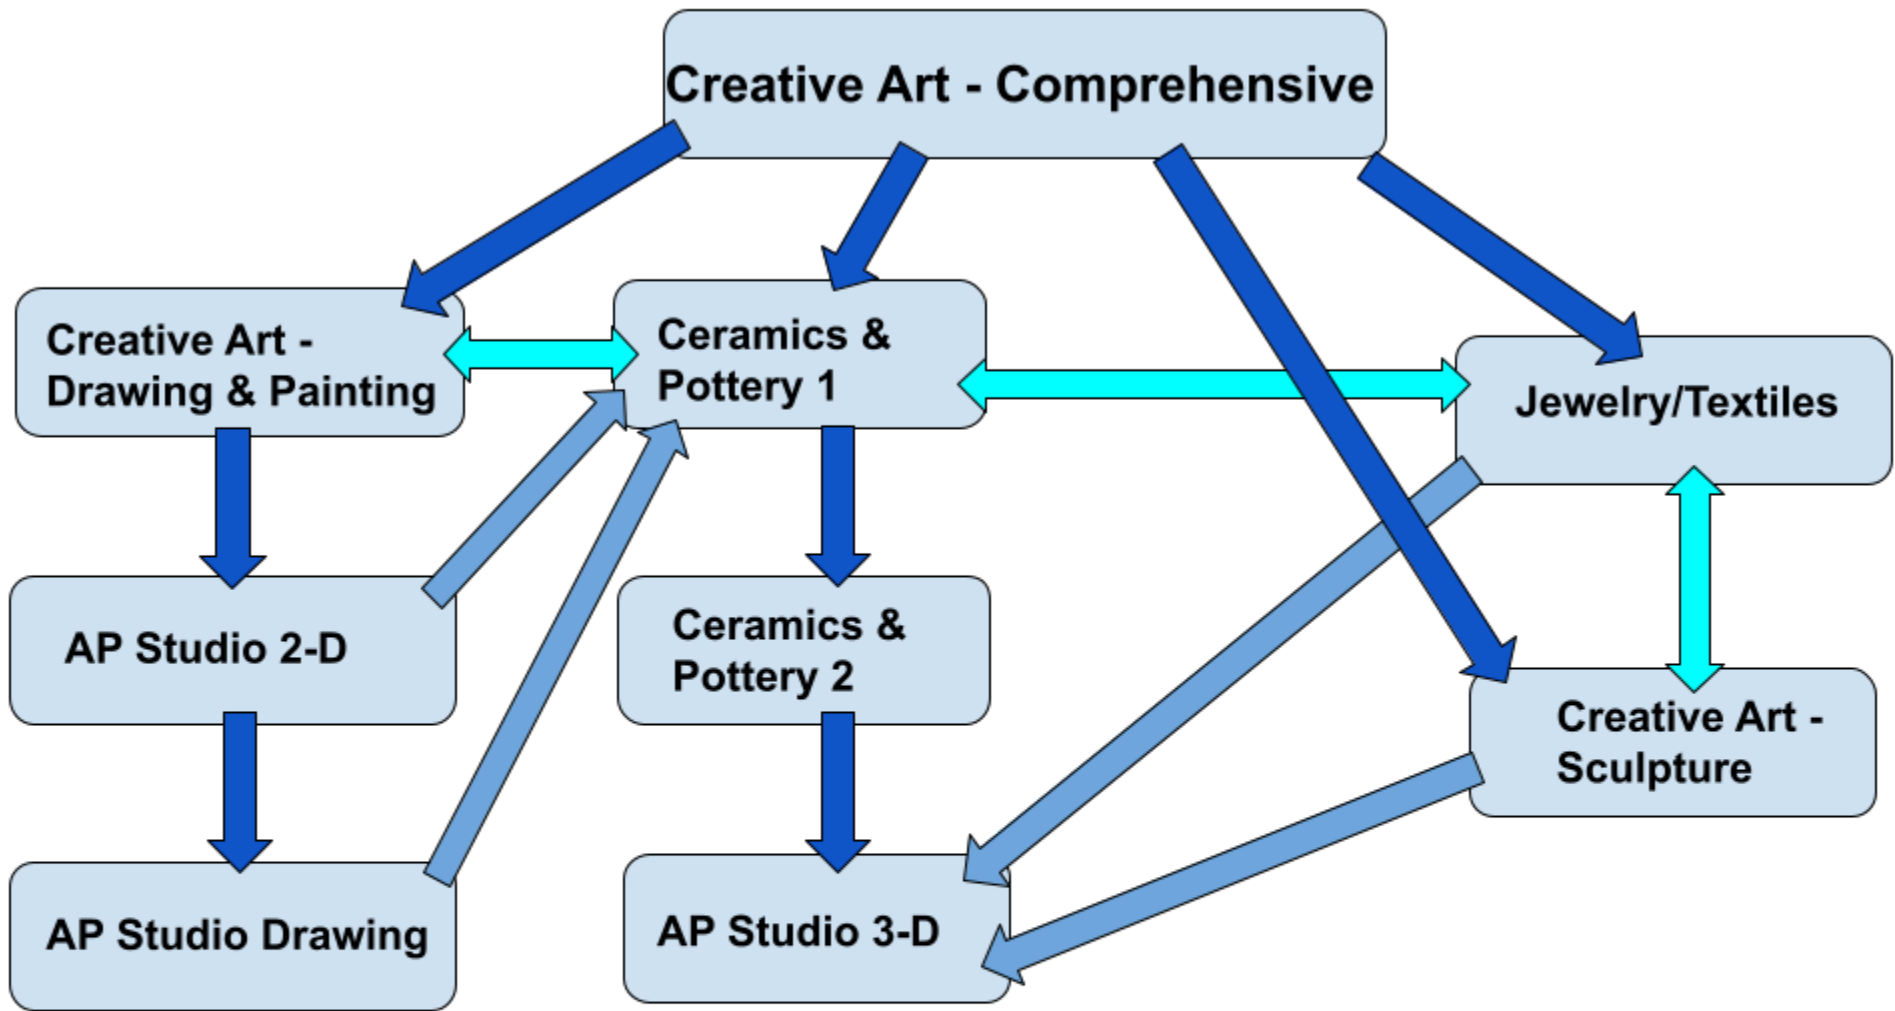 Creative Art - Comprehensive
Creative Art -
Drawing & Painting
Ceramics &
Pottery 1
Jewelry/Textiles
AP Studio 2-D
Ceramics &
Pottery 2
Creative Art -
Sculpture
AP Studio Drawing
AP Studio 3-D